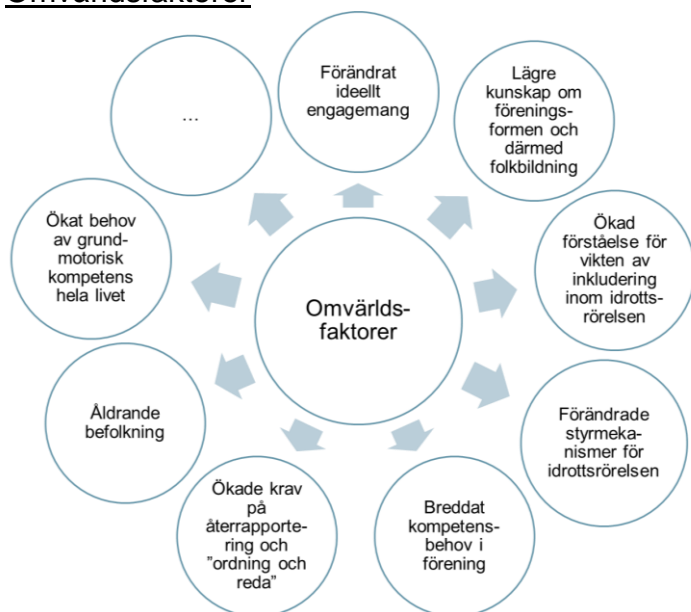 Omvärldsfaktorer
Förändrat
ideellt
engagemang
Lägre
kunskap om
förenings-
formen och
därmed
folkbildning
Ökad
förståelse för
vikten av
inkludering
inom idrotts-
rörelsen
Förändrade
styrmeka-
nismer för
idrottsrörelsen
Breddat
kompetens-
behov i
förening
Ökade krav
på
återrapporte-
ring och
”ordning och
reda”
Åldrande
befolkning
Ökat behov
av grund-
motorisk
kompetens
hela livet
...
Omvärlds-
faktorer